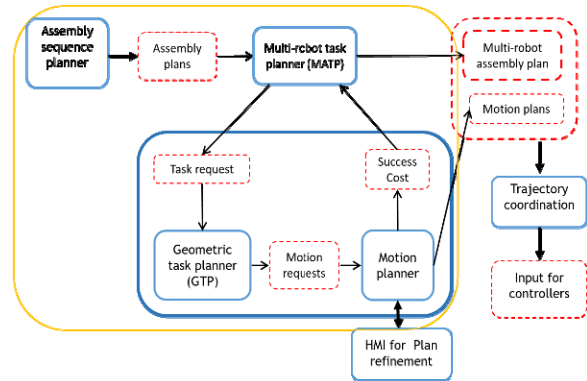 Assembly
sequence
planner
Assembly
plans
Multi-robot task
planner (MATP)
Multi-robot
assembly plan
Motion plans
Task request
Success
Cost
Trajectory
coordination
Geometric
task planner
(GTP)
Motion
requests
Motion
planner
Input for
controllers
HMI for Plan
refinement